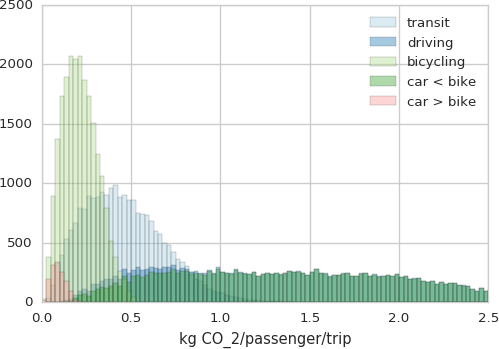 2500
2000
1500
1000
500
0
transit
driving
bicycling
car < bike
car > bike
0.0 0.5 1.0 1.5 2.0 2.5
kg CO_2/passenger/trip